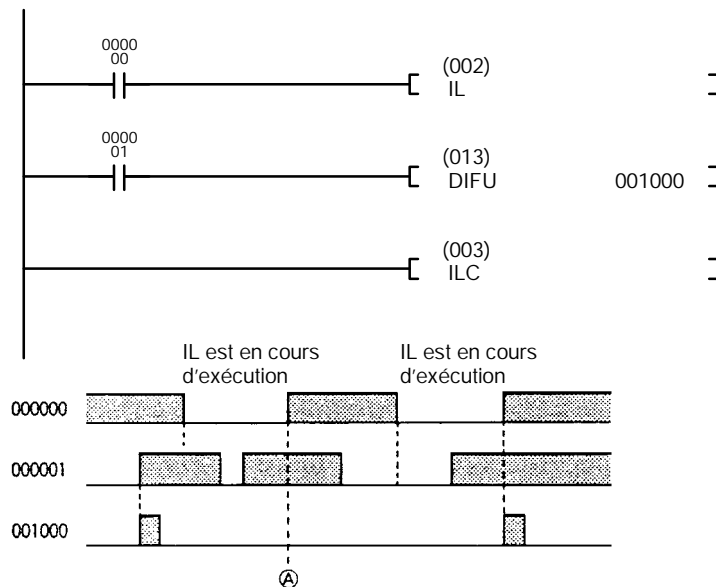 0000
00
(002)
IL
0000
01
(013)
DIFU 001000
(003)
ILC
IL est en cours
d'exécution
IL est en cours
d'exécution
000000
000001
001000
A